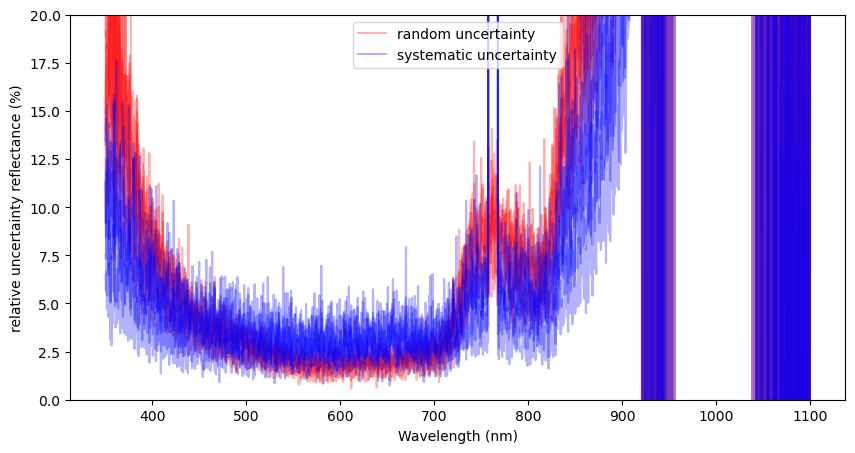 random uncertainty
systematic uncertainty
relative uncertainty reflectance (%)
20.0
17.5
15.0
12.5
10.0
7.5
5.0
2.5
0.0
400 500 600 700 800 900 1000 1100
Wavelength (nm)